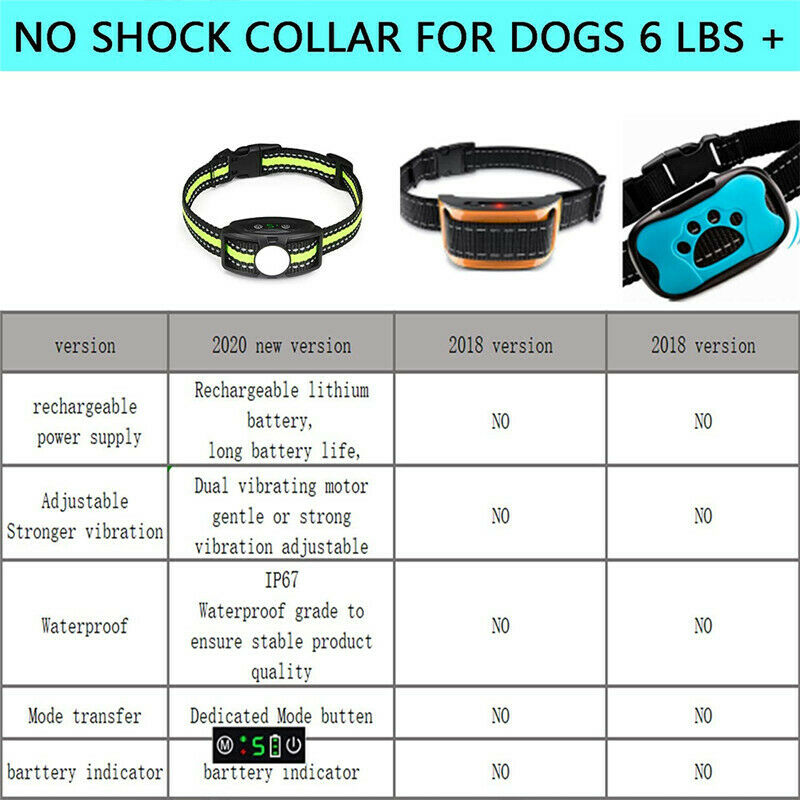 NO SHOCK COLLAR FOR DOGS 6 LBS +
version
2020 new version
2018 version
2018 version
rechargeable
power supply
Rechargeable lithium
battery,
long battery life,
NO
NO
Adjustable
Stronger vibration
Dual vibrating motor
gentle or strong
vibration adjustable
NO
NO
Waterproof
IP67
Waterproof grade to
ensure stable product
quality
NO
NO
Mode transfer
Dedicated Mode butten
NO
NO
M 5
barttery indicator
barttery indicator
NO
NO